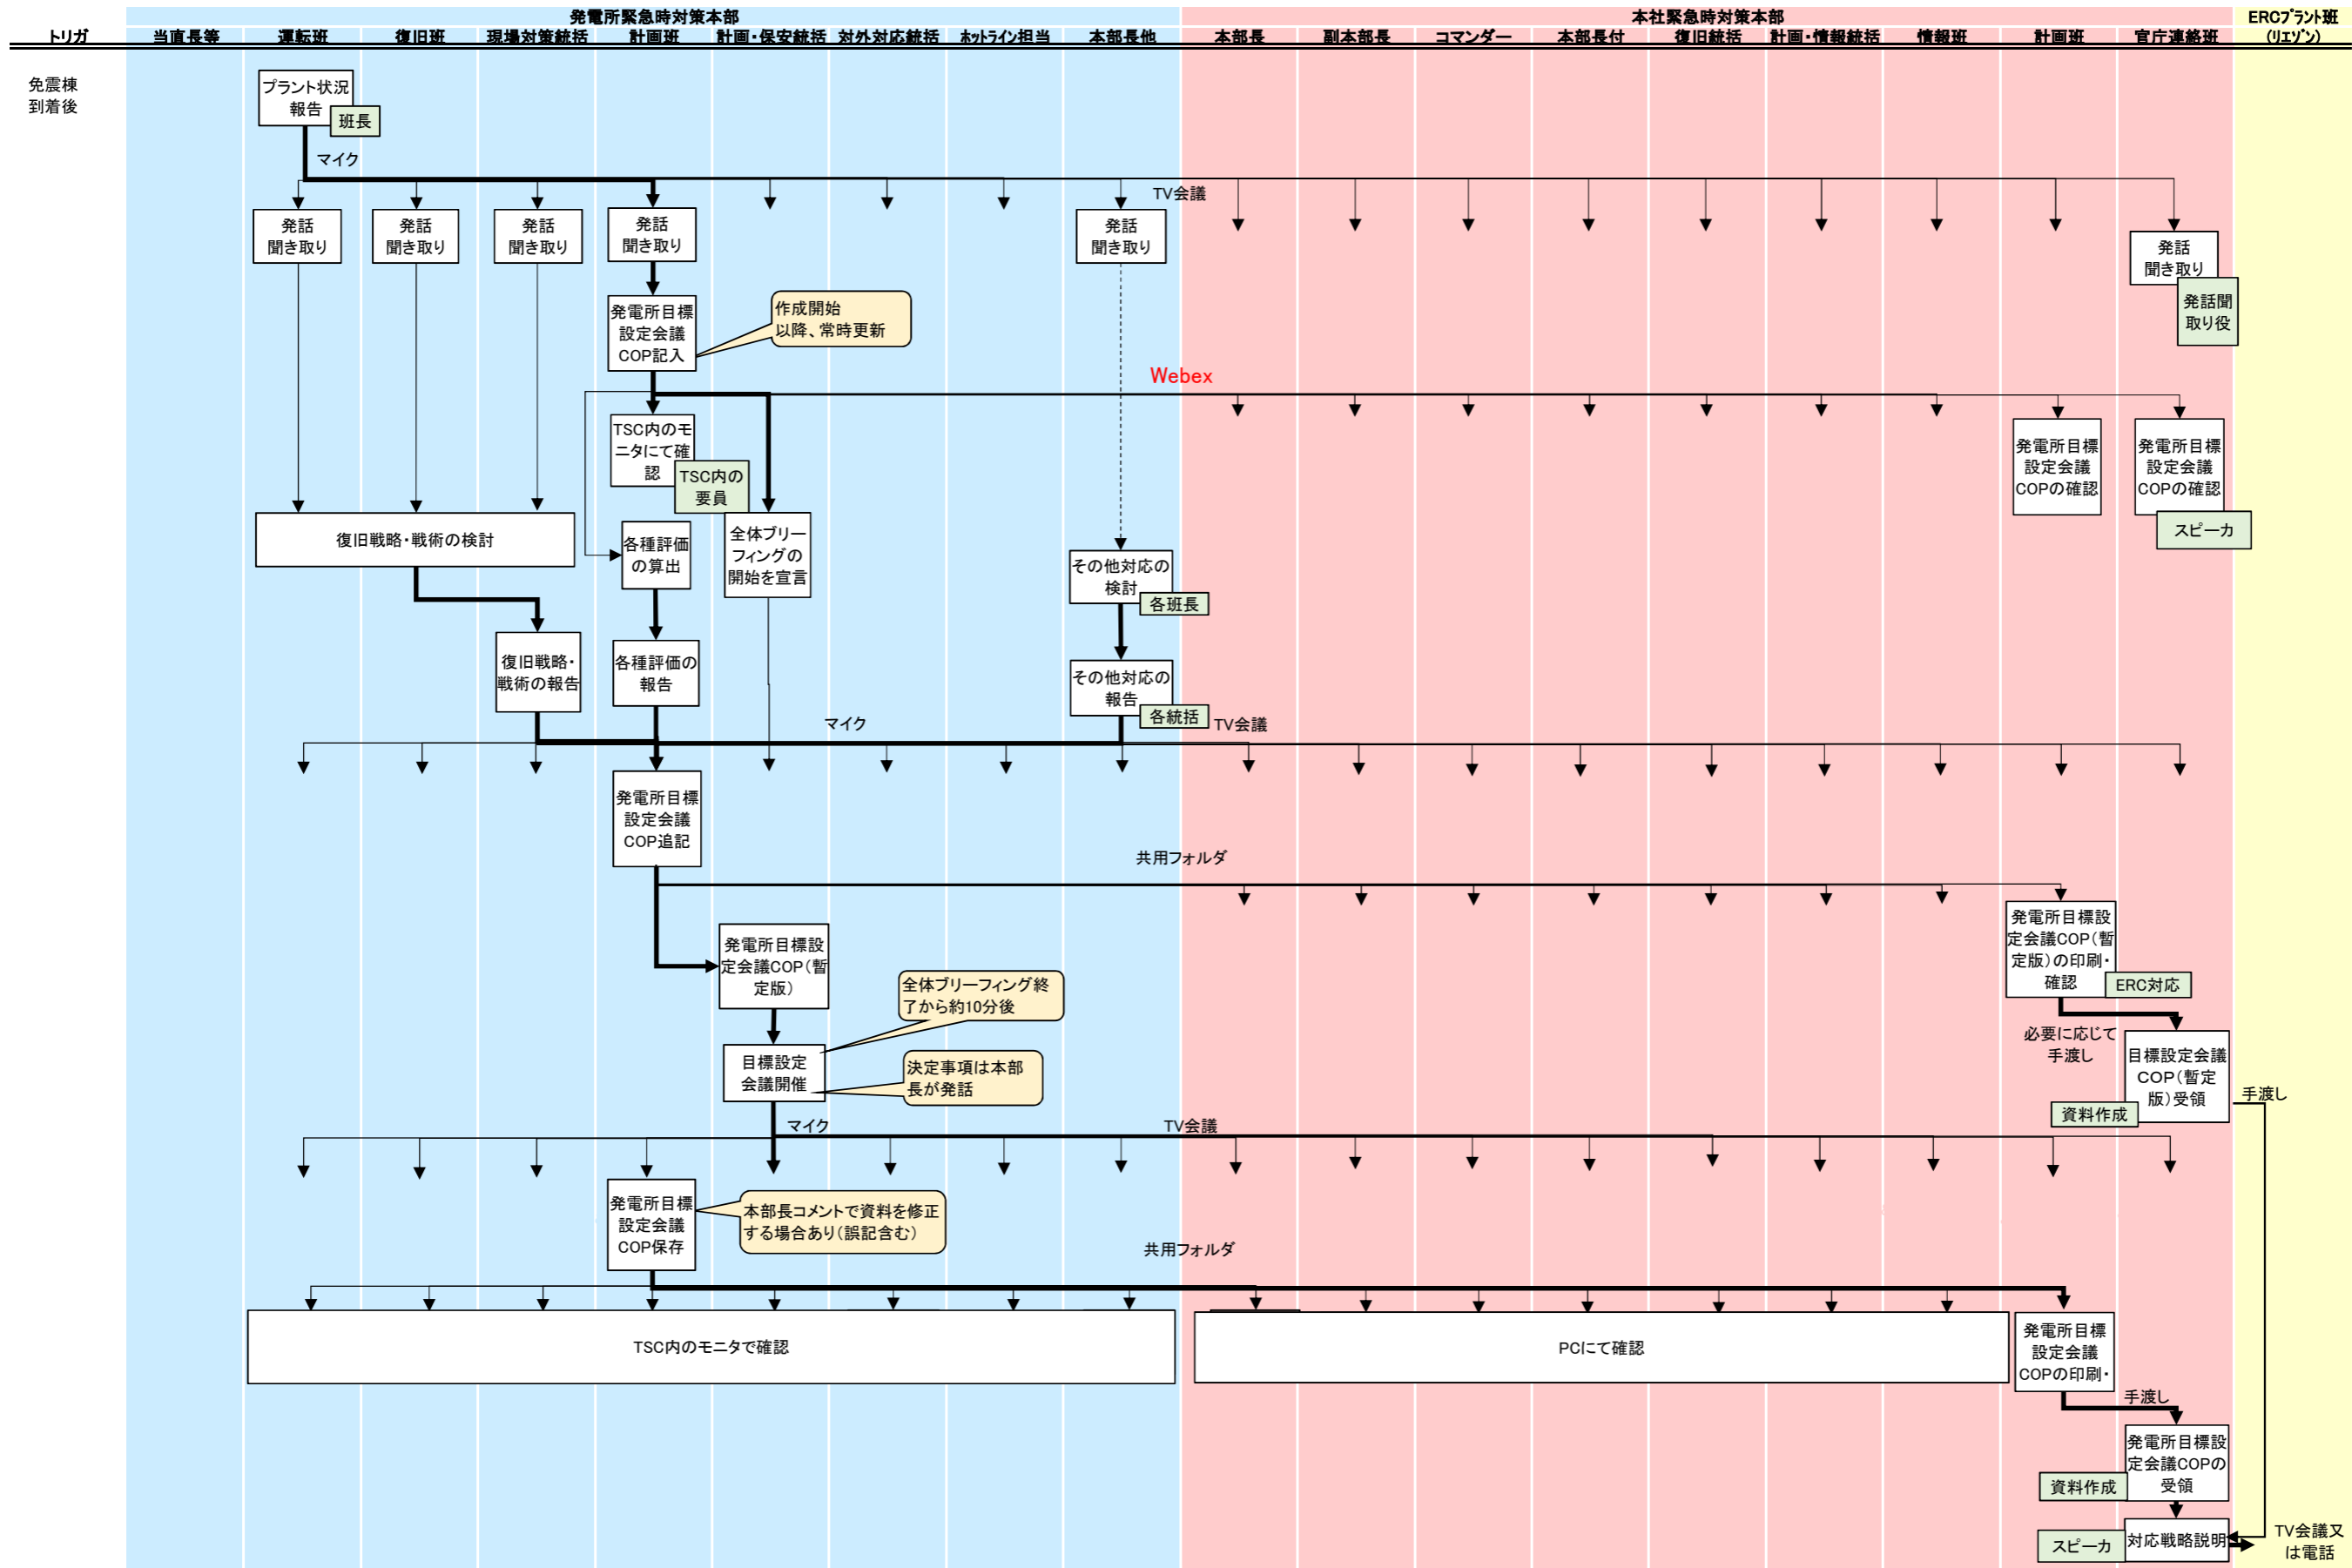 発電所緊急時対策本部
本社緊急時対策本部
ERCプラント班
(リエゾン)
トリガ
当直長等
運転班
復旧班
現場対策統括
計画班
計画・保安統括
対外対応統括
ホットライン担当
本部長他
本部長
副本部長
コマンダー
本部長付
復旧統括
計画・情報統括
情報班
計画班
官庁連絡班
免震棟
到着後
プラント状況
報告
班長
マイク
TV会議
発話
聞き取り
発話
聞き取り
発話
聞き取り
発話
聞き取り
発話
聞き取り
発話
聞き取り
発話聞
取り役
発電所目標
設定会議
COP記入
作成開始
以降、常時更新
Webex
TSC内のモ
ニタにて確
認
TSC内の
要員
発電所目標
設定会議
COPの確認
発電所目標
設定会議
COPの確認
スピーカ
復旧戦略・戦術の検討
各種評価
の算出
全体ブリー
フィングの
開始を宣言
その他対応の
検討
各班長
復旧戦略・
戦術の報告
各種評価の
報告
その他対応の
報告
各統括
マイク
TV会議
発電所目標
設定会議
COP追記
共用フォルダ
発電所目標設
定会議COP(暫
定版)
発電所目標設
定会議COP(暫
定版)の印刷・
確認
ERC対応
全体ブリーフィング終
了から約10分後
目標設定
会議開催
決定事項は本部
長が発話
必要に応じて
手渡し
目標設定会議
COP(暫定
版)受領
資料作成
手渡し
マイク
TV会議
発電所目標
設定会議
COP保存
本部長コメントで資料を修正
する場合あり(誤記含む)
共用フォルダ
TSC内のモニタで確認
PCにて確認
発電所目標
設定会議
COPの印刷・
手渡し
発電所目標設
定会議COPの
受領
資料作成
スピーカ
対応戦略説明
TV会議又
は電話